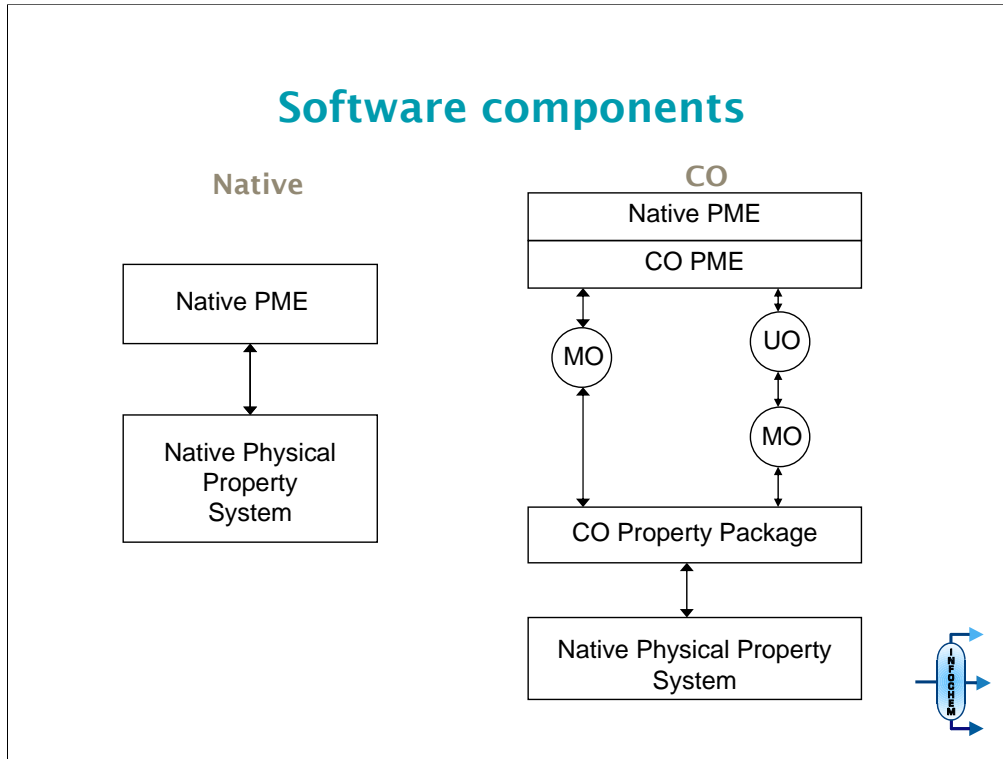 Software components
Native
Native PME
Native Physical
Property
System
CO
Native PME
CO PME
MO
UO
MO
CO Property Package
Native Physical Property
System
INFOCHEM